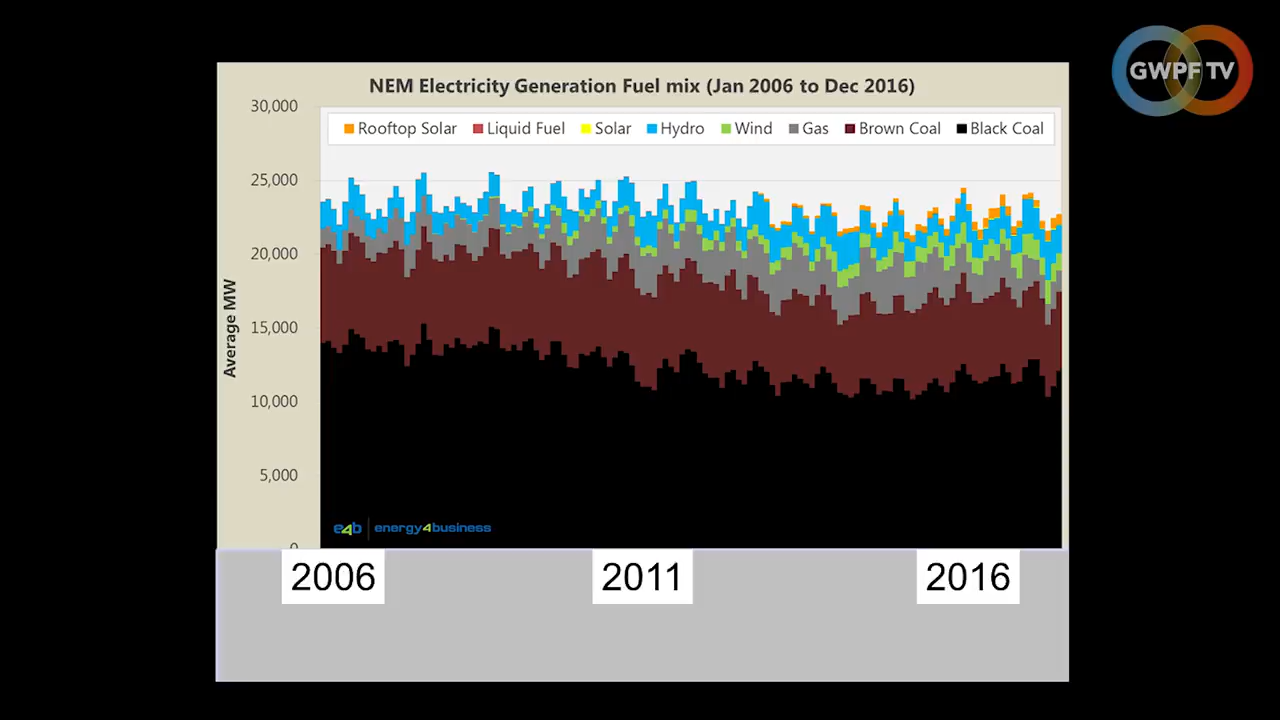 GWPF TV
NEM Electricity Generation Fuel mix (Jan 2006 to Dec 2016)
30,000
Rooftop Solar Liquid Fuel Solar Hydro Wind Gas Brown Coal Black Coal
25,000
20,000
Average MW
15,000
10,000
5,000
e4b energy4business
0
2006 2011 2016